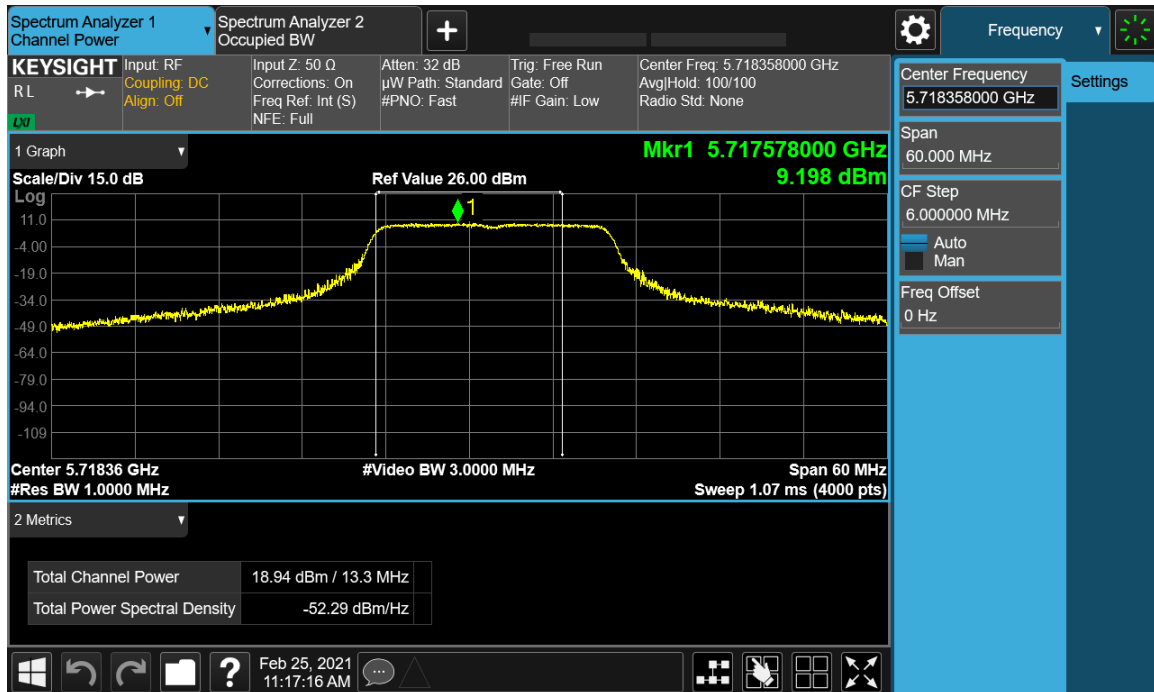 Spectrum Analyzer 1
Channel Power
Spectrum Analyzer 2
Occupied BW
Frequency
KEYSIGHT
R L
LXI
Input: RF
Coupling: DC
Align: Off
Input Z: 50 Ω
Corrections: On
Freq Ref: Int (S)
NFE: Full
Atten: 32 dB
µW Path: Standard
#PNO: Fast
Trig: Free Run
Gate: Off
#IF Gain: Low
Center Freq: 5.718358000 GHz
Avg|Hold: 100/100
Radio Std: None
Center Frequency
5.718358000 GHz
Settings
Span
60.000 MHz
CF Step
6.000000 MHz
Auto
Man
Freq Offset
0 Hz
1 Graph
Mkr1 5.717578000 GHz
9.198 dBm
Scale/Div 15.0 dB
Ref Value 26.00 dBm
Log
1
11.0
-4.00
-19.0
-34.0
-49.0
-64.0
-79.0
-94.0
-109
Center 5.71836 GHz
#Video BW 3.0000 MHz
Span 60 MHz
#Res BW 1.0000 MHz
Sweep 1.07 ms (4000 pts)
2 Metrics
Total Channel Power 18.94 dBm / 13.3 MHz
Total Power Spectral Density -52.29 dBm/Hz
?
Feb 25, 2021
11:17:16 AM